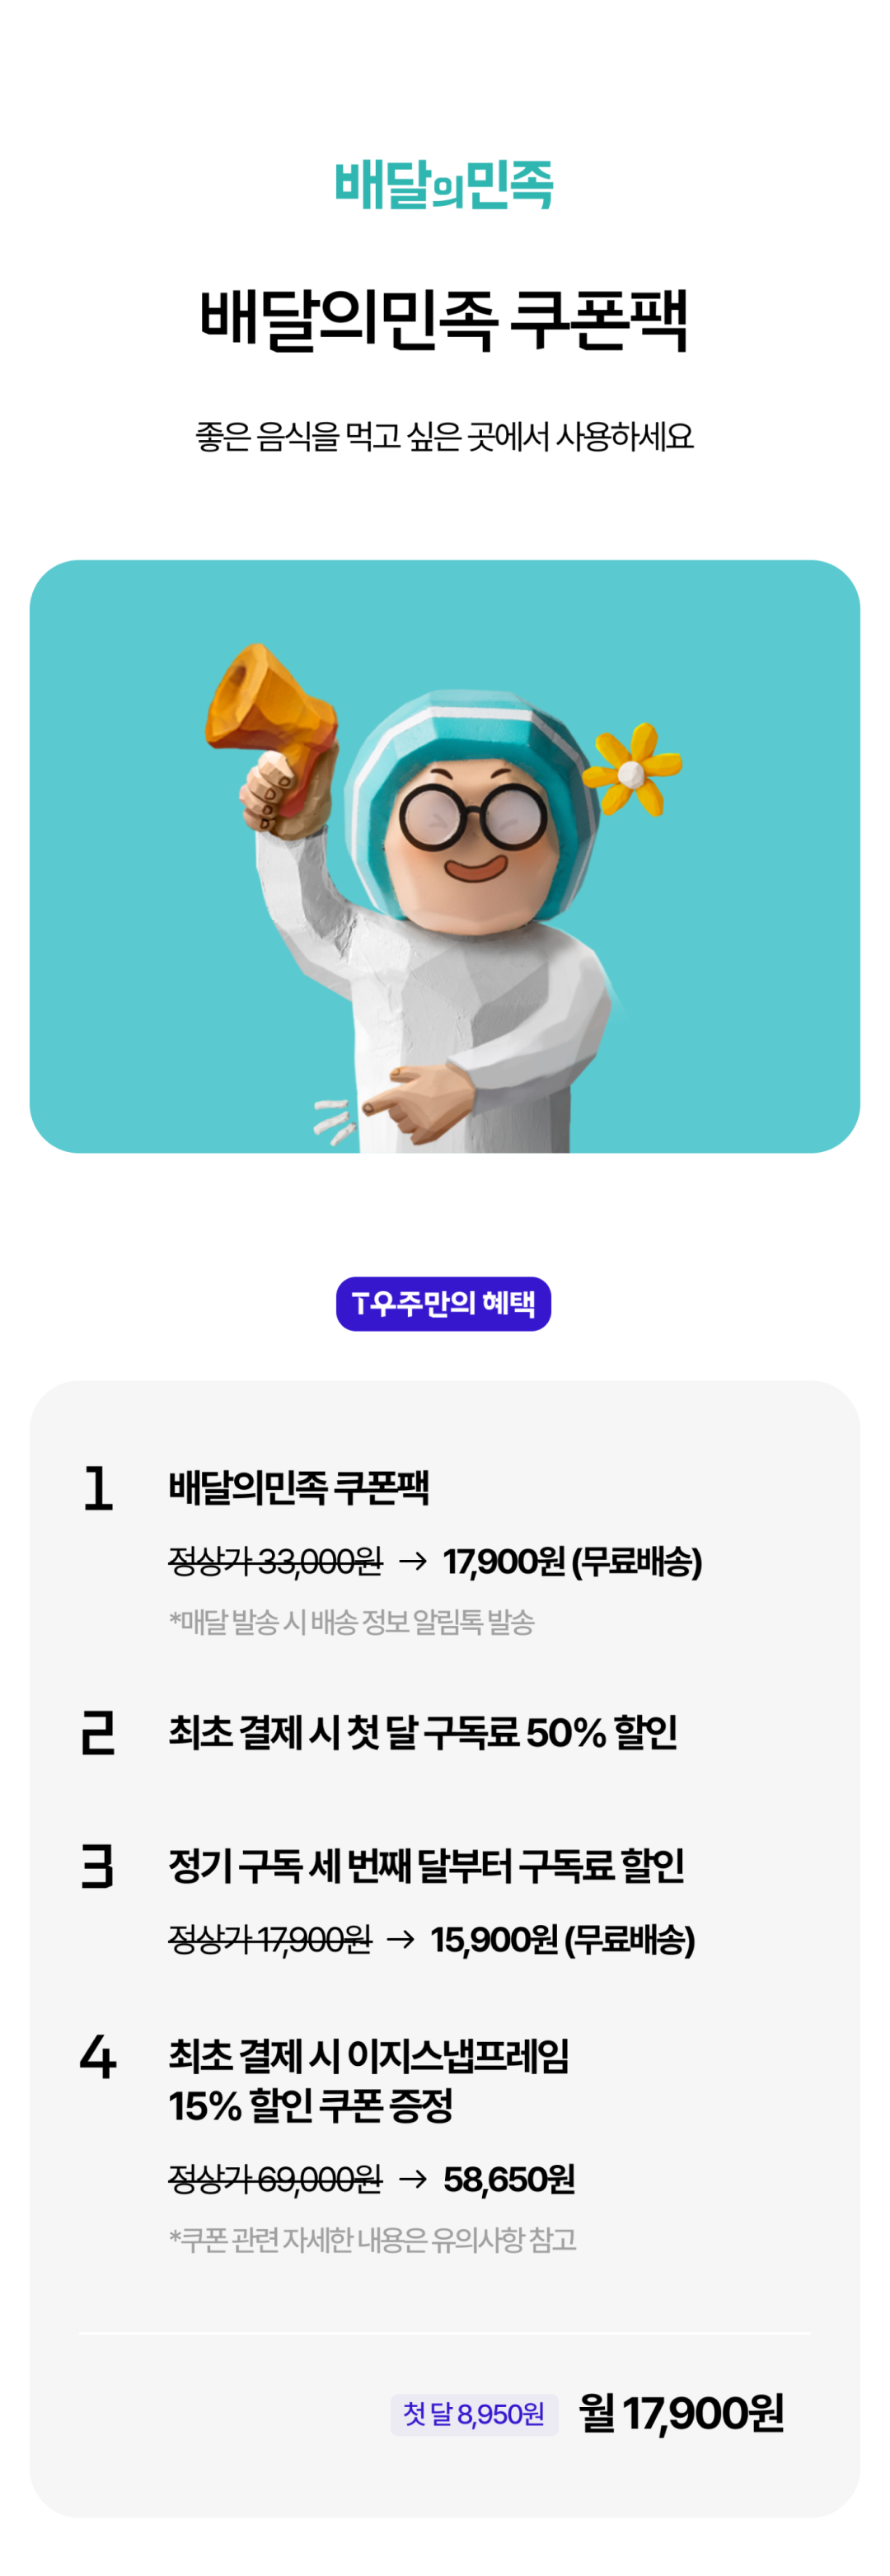 배달의민족
배달의민족 쿠폰팩
좋은 음식을 먹고 싶은 곳에서 사용하세요
T우주만의 혜택
1 배달의민족 쿠폰팩
정상가 33,000원 → 17,900원 (무료배송)
*매달 발송 시 배송 정보 알림톡 발송
2 최초 결제 시 첫 달 구독료 50% 할인
3 정기 구독 세 번째 달부터 구독료 할인
정상가 17,900원 → 15,900원 (무료배송)
4 최초 결제 시 이지스냅프레임
15% 할인 쿠폰 증정
정상가 69,000원 → 58,650원
*쿠폰 관련 자세한 내용은 유의사항 참고
첫 달 8,950원 월 17,900원